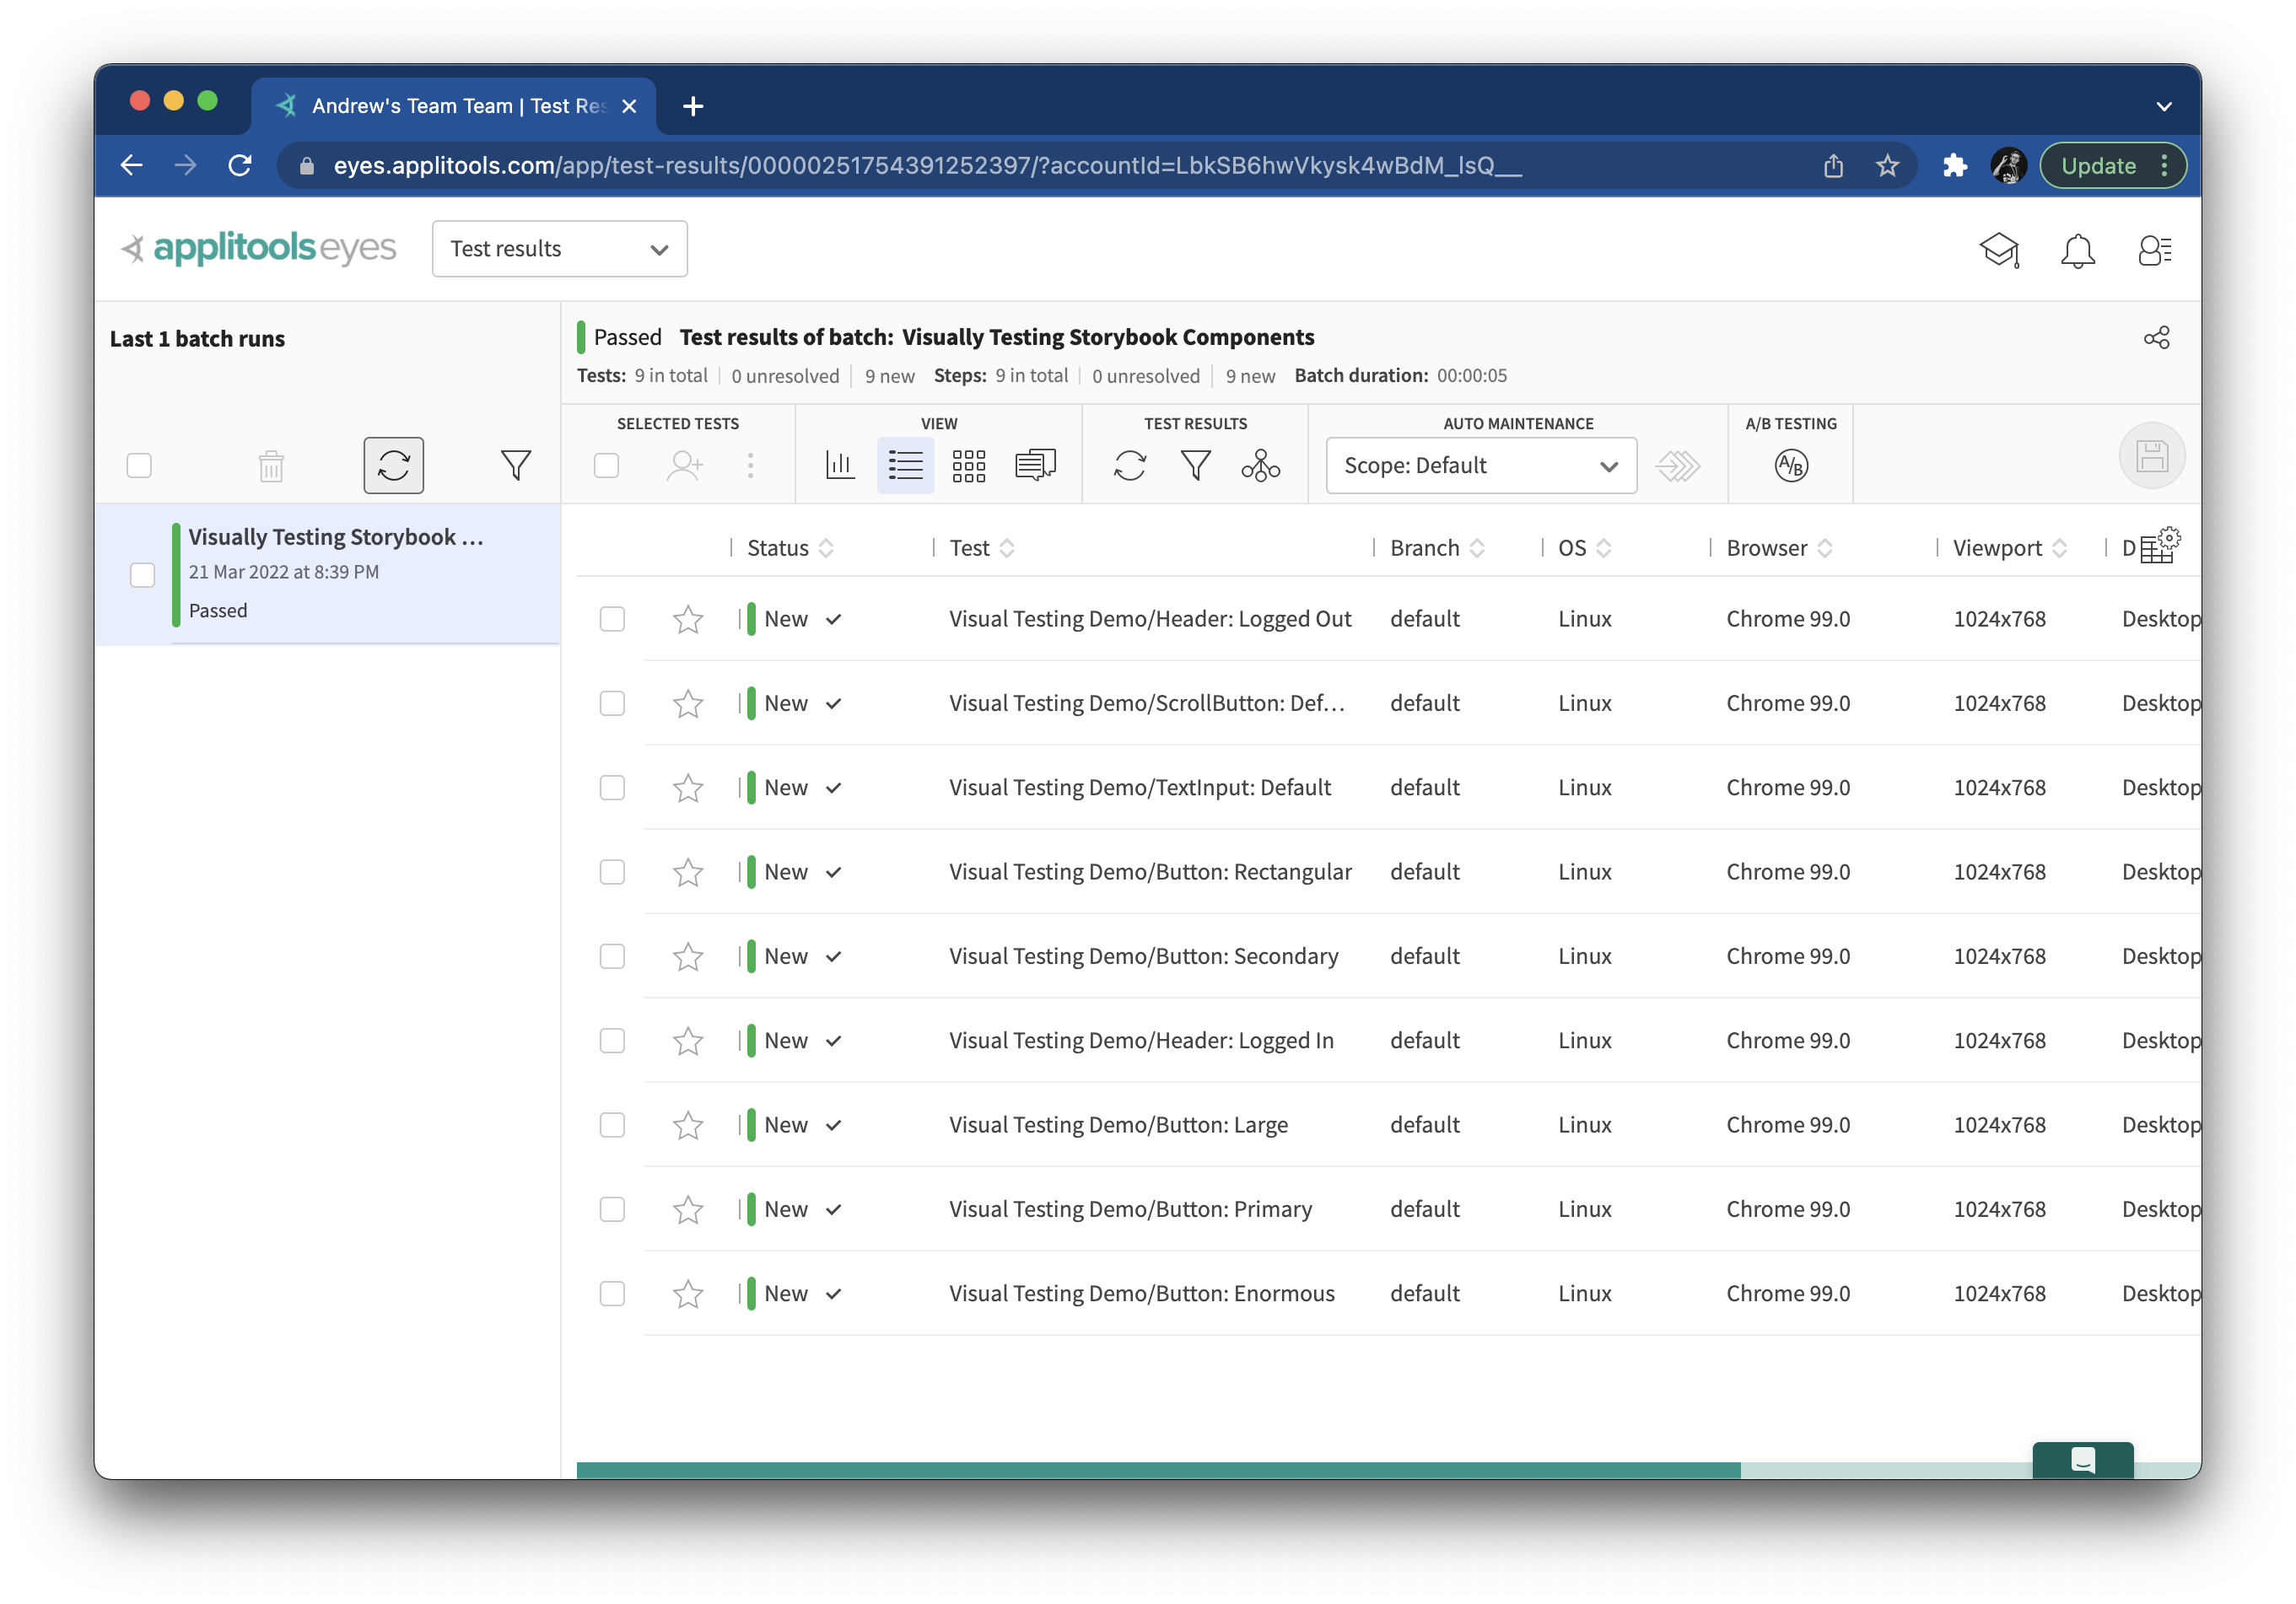 Andrew's Team Team | Test Res
eyes.applitools.com/app/test-results/00000251754391252397/?accountId=LbkSB6hwVkysk4wBdM_lsQ__
Update
applitools eyes
Test results
Last 1 batch runs
Passed Test results of batch: Visually Testing Storybook Components
Tests: 9 in total 0 unresolved 9 new Steps: 9 in total 0 unresolved 9 new Batch duration: 00:00:05
SELECTED TESTS VIEW TEST RESULTS AUTO MAINTENANCE A/B TESTING
Scope: Default A/B
Visually Testing Storybook ...
21 Mar 2022 at 8:39 PM
Passed
Status Test Branch OS Browser Viewport D
New Visual Testing Demo/Header: Logged Out default Linux Chrome 99.0 1024x768 Desktop
New Visual Testing Demo/ScrollButton: Def... default Linux Chrome 99.0 1024x768 Desktop
New Visual Testing Demo/TextInput: Default default Linux Chrome 99.0 1024x768 Desktop
New Visual Testing Demo/Button: Rectangular default Linux Chrome 99.0 1024x768 Desktop
New Visual Testing Demo/Button: Secondary default Linux Chrome 99.0 1024x768 Desktop
New Visual Testing Demo/Header: Logged In default Linux Chrome 99.0 1024x768 Desktop
New Visual Testing Demo/Button: Large default Linux Chrome 99.0 1024x768 Desktop
New Visual Testing Demo/Button: Primary default Linux Chrome 99.0 1024x768 Desktop
New Visual Testing Demo/Button: Enormous default Linux Chrome 99.0 1024x768 Desktop